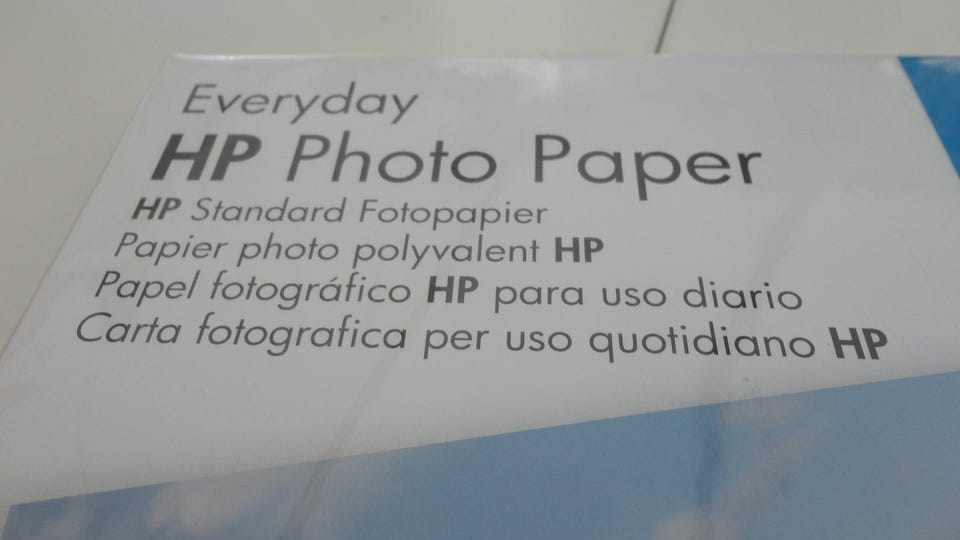 Everyday
HP Photo Paper
HP Standard Fotopapier
Papier photo polyvalent HP
Papel fotográfico HP para uso diario
Carta fotografica per uso quotidiano HP